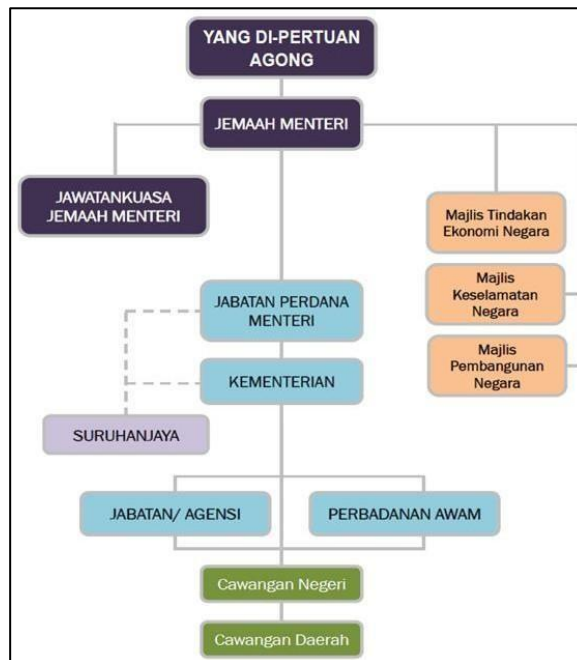 YANG DI-PERTUAN
AGONG
JEMAAH MENTERI
JAWATANKUASA
JEMAAH MENTERI
Majlis Tindakan
Ekonomi Negara
Majlis
Keselamatan
Negara
Majlis
Pembangunan
Negara
JABATAN PERDANA
MENTERI
KEMENTERIAN
SURUHANJAYA
JABATAN/ AGENSI
PERBADANAN AWAM
Cawangan Negeri
Cawangan Daerah